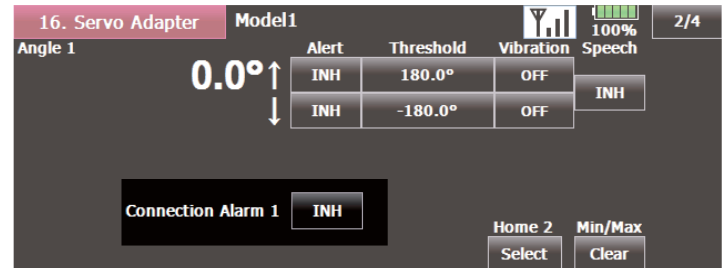 16. Servo Adapter Model1 100% 2/4
Angle 1 Alert Threshold Vibration Speech
0.0°↑ INH 180.0° OFF INH
↓ INH -180.0° OFF
Connection Alarm 1 INH
Home 2 Min/Max
Select Clear